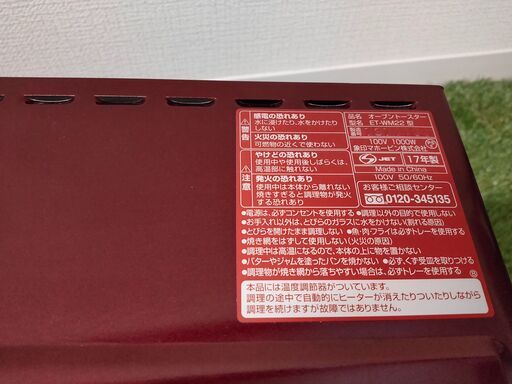 警告
感電の恐れあり
水に浸けたり、水をかけたり
しない
火災の恐れあり
可燃物の近くで使わない
注意
やけどの恐れあり
使用中や使用後しばらくは、
高温部に触れない
発火の恐れあり
使用中は本体から離れない
焼きすぎると調理物が発火
する恐れあり
品名 オーブントースター
型名 ET-WM22 型
100V 1000W
象印マホービン株式会社
JET 17年製
Made in China
100V 50/60Hz
お客様ご相談センター
0120-345135
●電源は、必ずコンセントを使用する ●調理以外の目的で使用しない
●お手入れ以外は、とびらのガラスに水をかけない(割れる原因)
●とびらを開けたまま調理しない ●魚・肉・フライは必ずトレーを使用する
●焼き網をはずして使用しない(火災の原因)
●調理中は高温になるので、本体の上に物を置かない
●バターやジャムを塗ったパンを焼かない ●必ず、くず受皿を取りつける
●調理物が焼き網から落ちやすい場合は、必ずトレーを使用する
本品には温度調節器がついています。
調理の途中で自動的にヒーターが消えたりついたりしながら
調理を続けますが故障ではありません。